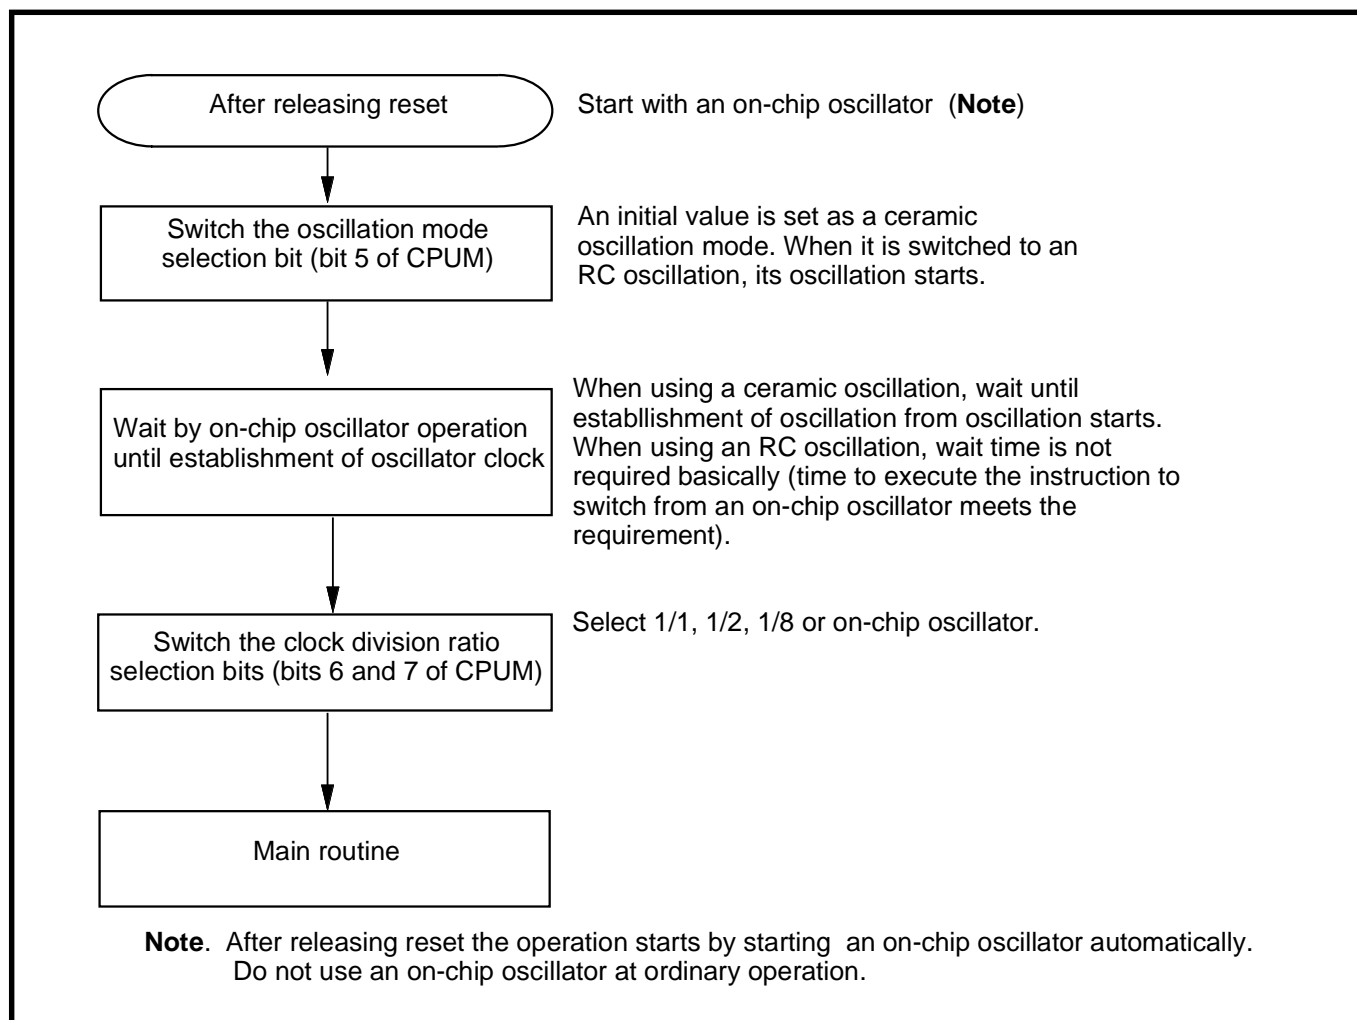 After releasing reset
Start with an on-chip oscillator (Note)
Switch the oscillation mode
selection bit (bit 5 of CPUM)
An initial value is set as a ceramic
oscillation mode. When it is switched to an
RC oscillation, its oscillation starts.
Wait by on-chip oscillator operation
until establishment of oscillator clock
When using a ceramic oscillation, wait until
establlishment of oscillation from oscillation starts.
When using an RC oscillation, wait time is not
required basically (time to execute the instruction to
switch from an on-chip oscillator meets the
requirement).
Switch the clock division ratio
selection bits (bits 6 and 7 of CPUM)
Select 1/1, 1/2, 1/8 or on-chip oscillator.
Main routine
Note. After releasing reset the operation starts by starting an on-chip oscillator automatically.
Do not use an on-chip oscillator at ordinary operation.